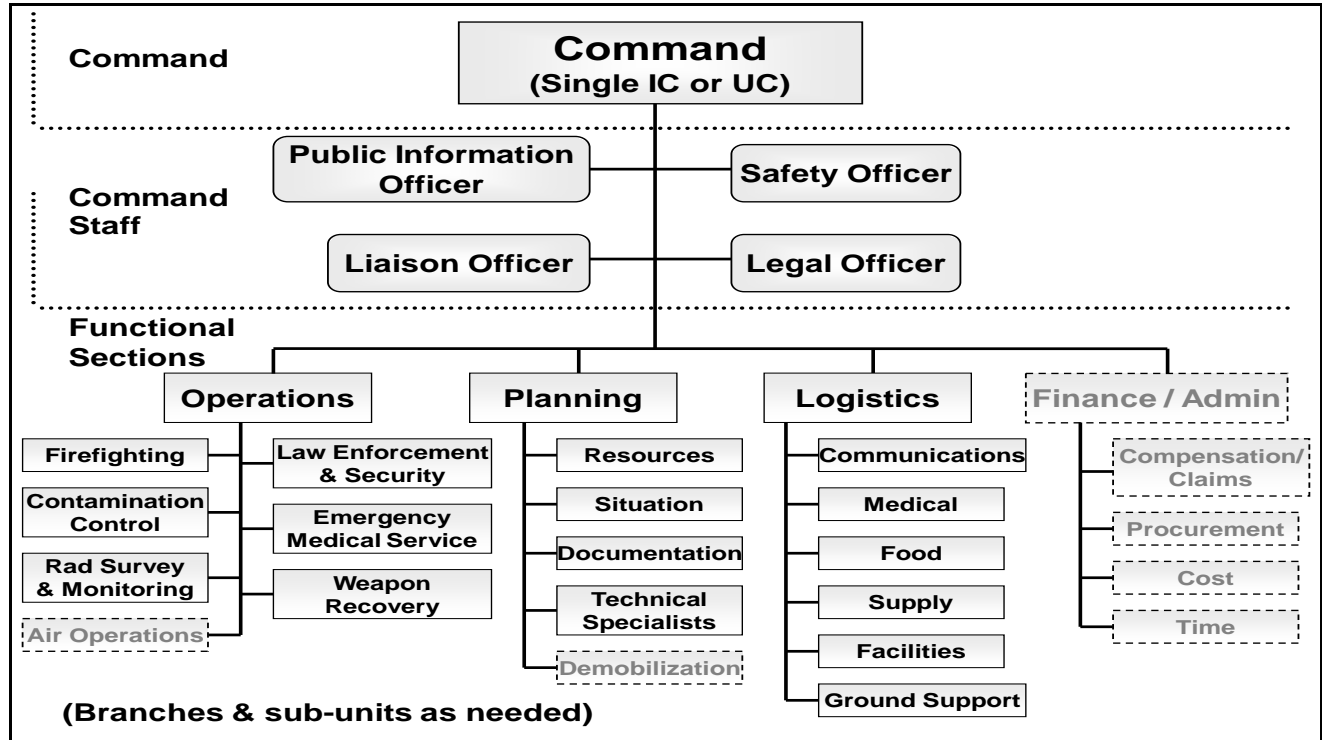 Command
Command
(Single IC or UC)
Command
Staff
Public Information
Officer
Safety Officer
Liaison Officer
Legal Officer
Functional
Sections
Operations
Planning
Logistics
Finance / Admin
Firefighting
Law Enforcement
& Security
Contamination
Control
Emergency
Medical Service
Rad Survey
& Monitoring
Weapon
Recovery
Air Operations
Resources
Situation
Documentation
Technical
Specialists
Demobilization
Communications
Medical
Food
Supply
Facilities
Ground Support
Compensation/
Claims
Procurement
Cost
Time
(Branches & sub-units as needed)